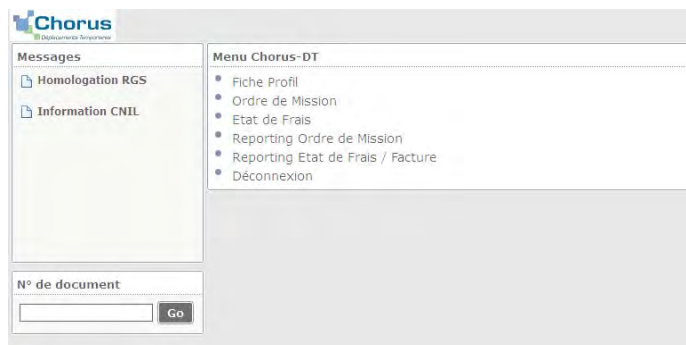 Chorus
Déplacements Temporaires
Messages
Homologation RGS
Information CNIL
N° de document
Go
Menu Chorus-DT
Fiche Profil
Ordre de Mission
Etat de Frais
Reporting Ordre de Mission
Reporting Etat de Frais / Facture
Déconnexion